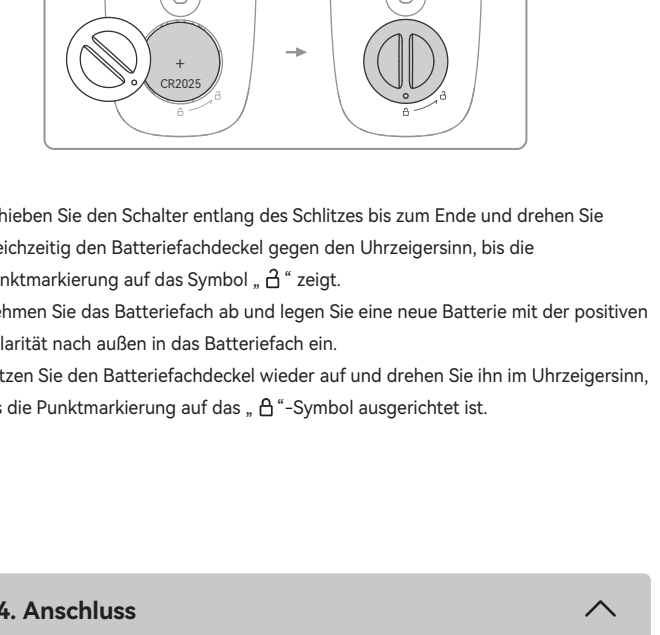 +
CR2025
hieben Sie den Schalter entlang des Schlitzes bis zum Ende und drehen Sie
eichzeitig den Batteriefachdeckel gegen den Uhrzeigersinn, bis die
nktmarkierung auf das Symbol „ “ zeigt.
hmen Sie das Batteriefach ab und legen Sie eine neue Batterie mit der positiven
larität nach außen in das Batteriefach ein.
tzen Sie den Batteriefachdeckel wieder auf und drehen Sie ihn im Uhrzeigersinn,
s die Punktmarkierung auf das „ “-Symbol ausgerichtet ist.
4. Anschluss